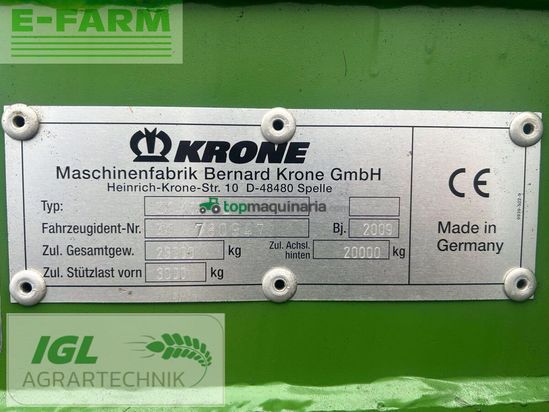 E-FARM
KRONE
Maschinenfabrik Bernard Krone GmbH
Heinrich-Krone-Str. 10 D-48480 Spelle
Typ:
topmaquinaria
Fahrzeugident-Nr. Bj. 2009
Zul. Gesamtgew. kg Zul. Achsl. hinten 20000 kg
Zul. Stützlast vorn 3000 kg
CE
Made in
Germany
IGL
AGRARTECHNIK